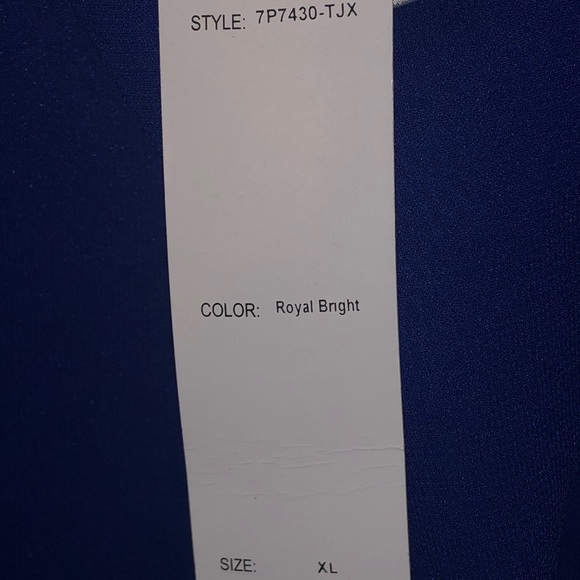 STYLE: 7P7430-TJX
COLOR: Royal Bright
SIZE: XL